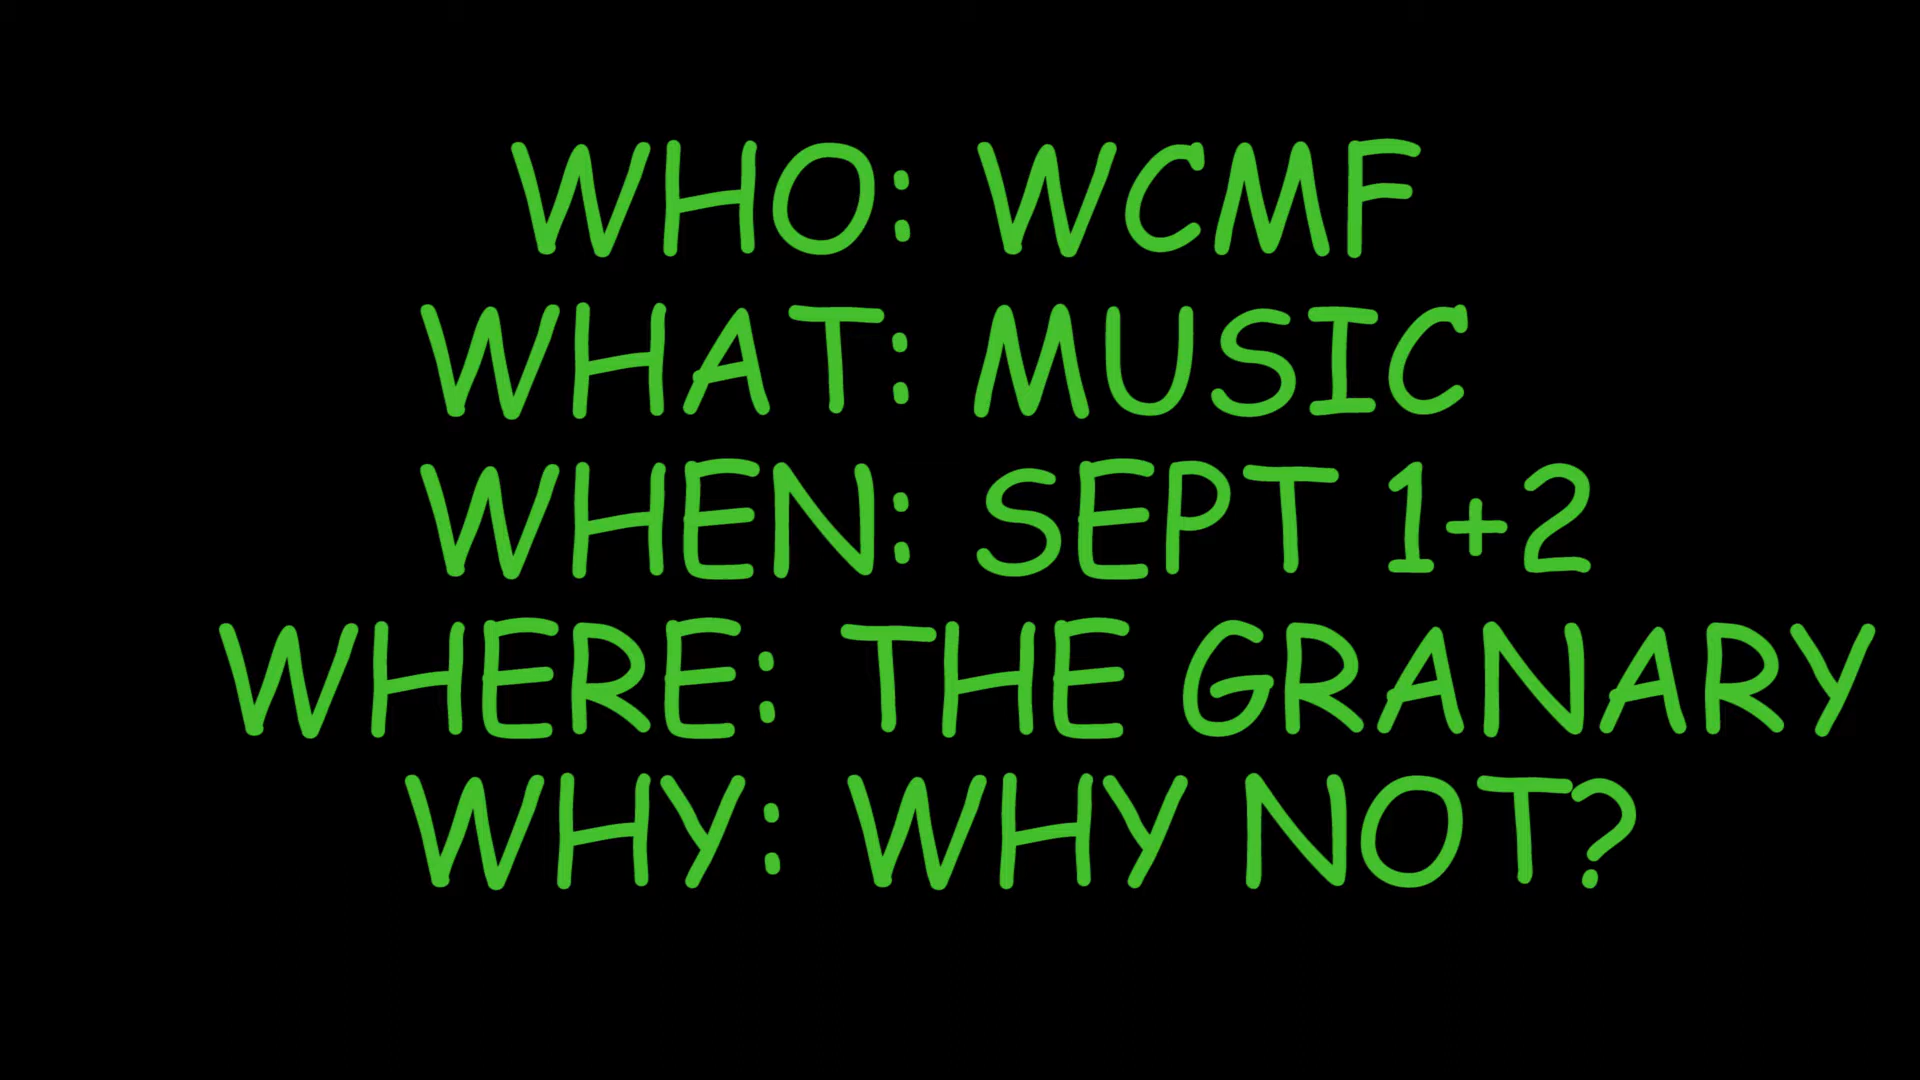 WHO: WCMF
WHAT: MUSIC
WHEN: SEPT 1+2
WHERE: THE GRANARY
WHY: WHY NOT?